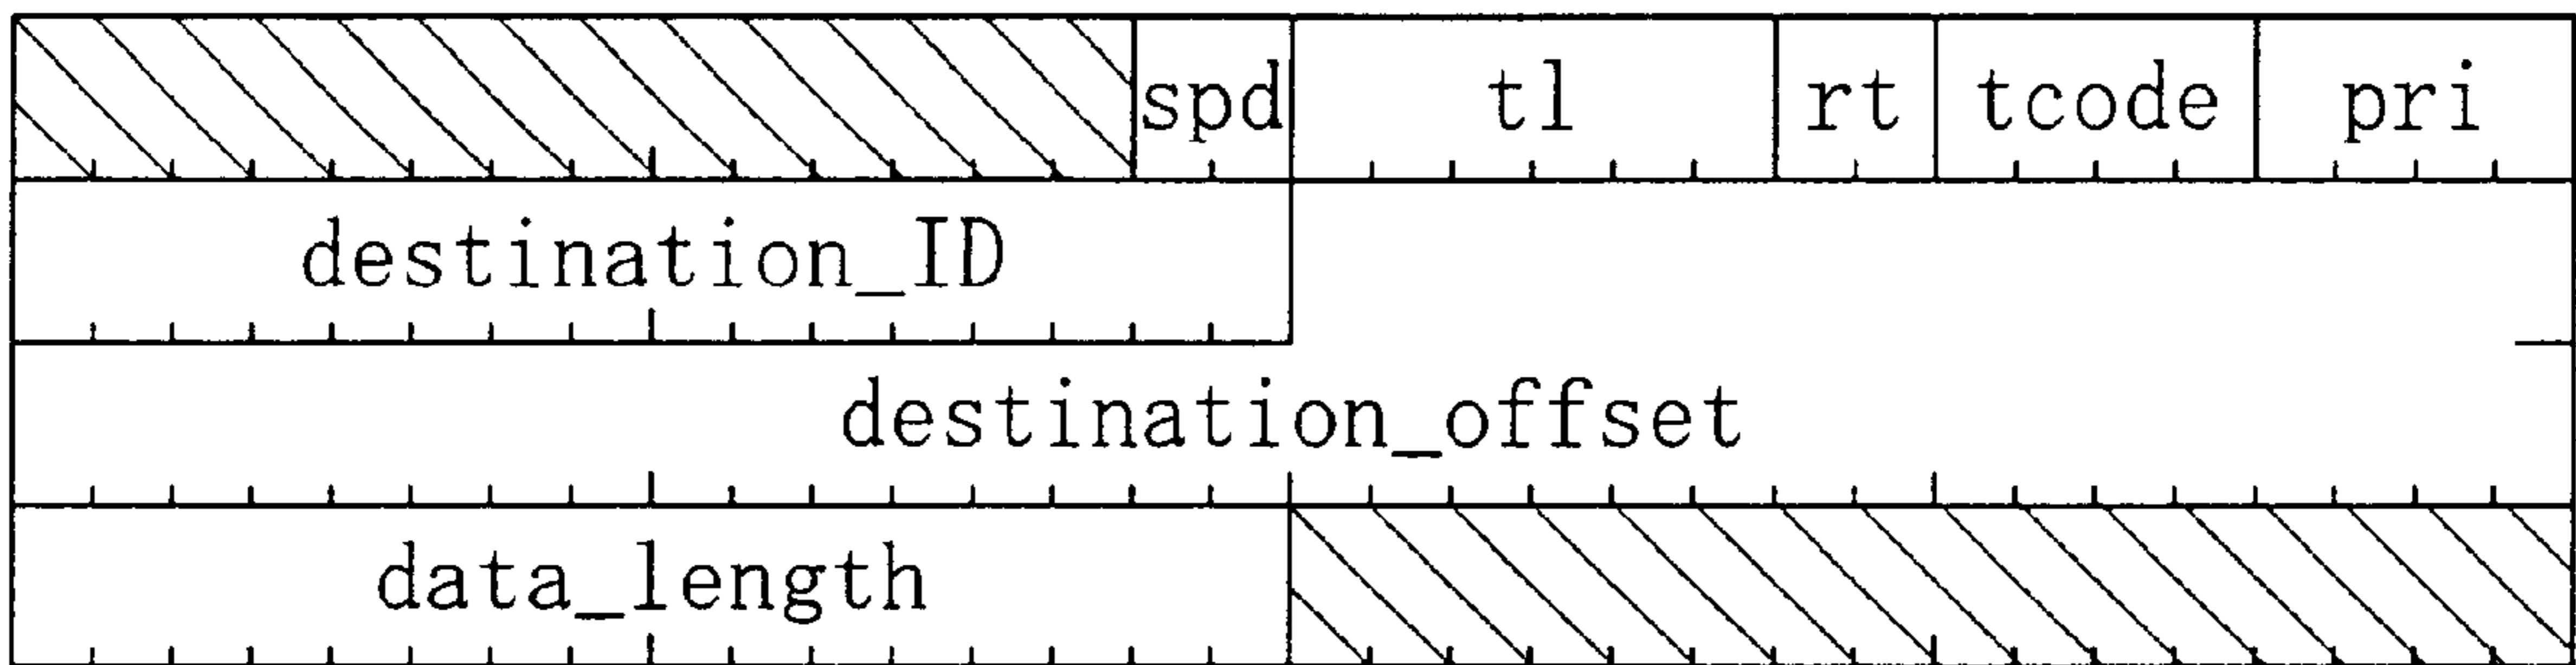 spd tl rt tcode pri
destination_ID
destination_offset
data_length